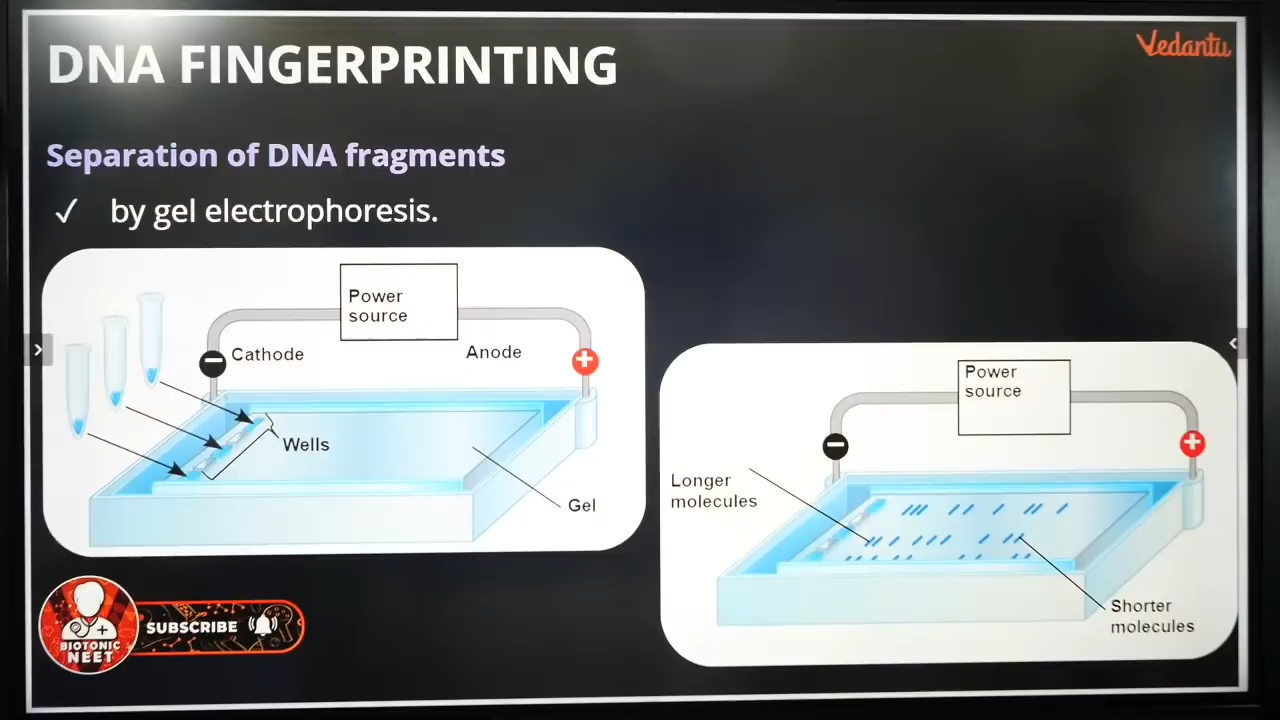 DNA FINGERPRINTING
Vedantu
Separation of DNA fragments
✓ by gel electrophoresis.
Power
source
Cathode
Anode
Wells
Gel
Power
source
Longer
molecules
Shorter
molecules
SUBSCRIBE
BIOTONIC
NEET